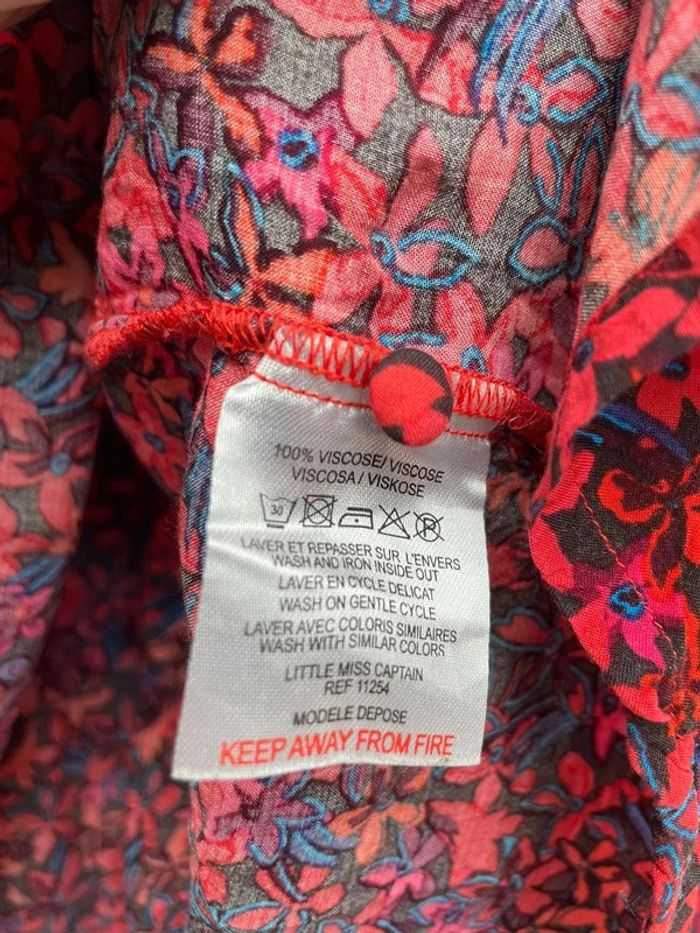 100% VISCOSE/ VISCOSE
VISCOSA / VISKOSE
30°
P
LAVER ET REPASSER SUR L'ENVERS
WASH AND IRON INSIDE OUT
LAVER EN CYCLE DELICAT
WASH ON GENTLE CYCLE
LAVER AVEC COLORIS SIMILAIRES
WASH WITH SIMILAR COLORS
LITTLE MISS CAPTAIN
REF 11254
MODELE DEPOSE
KEEP AWAY FROM FIRE